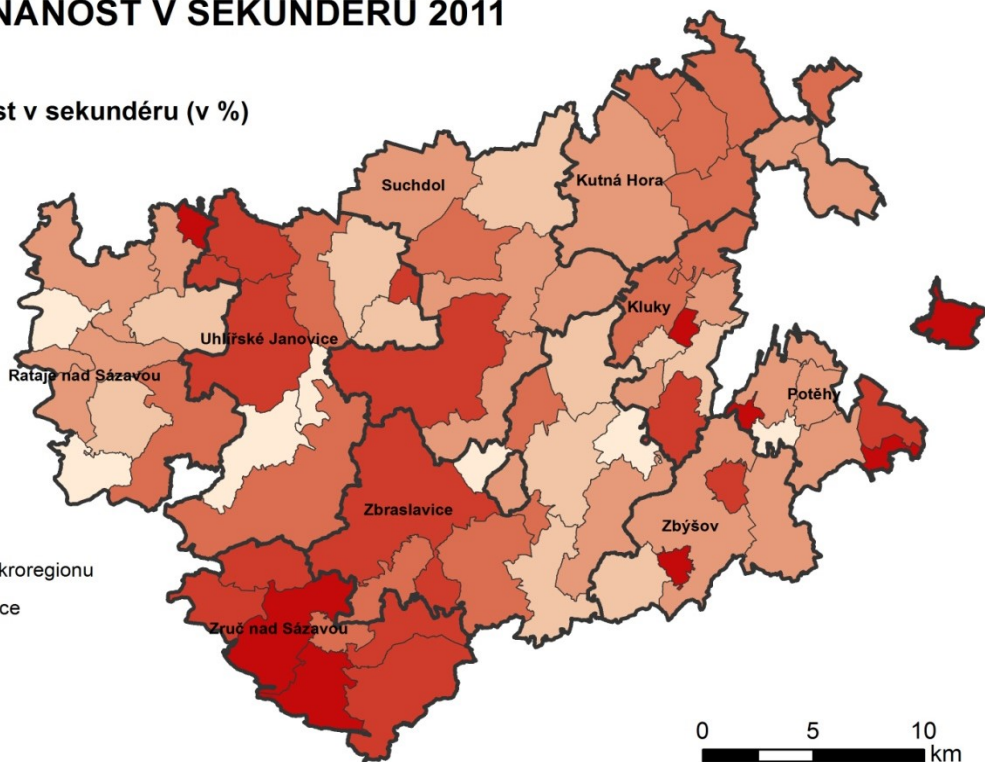 NANOST V SEKUNDÉRU 2011
st v sekundéru (v %)
Suchdol
Kutná Hora
Kluky
Uhlířské Janovice
Rataje nad Sázavou
Potěhy
Zbraslavice
Zbýšov
kroregionu
ce
Zruč nad Sázavou
0 5 10
km